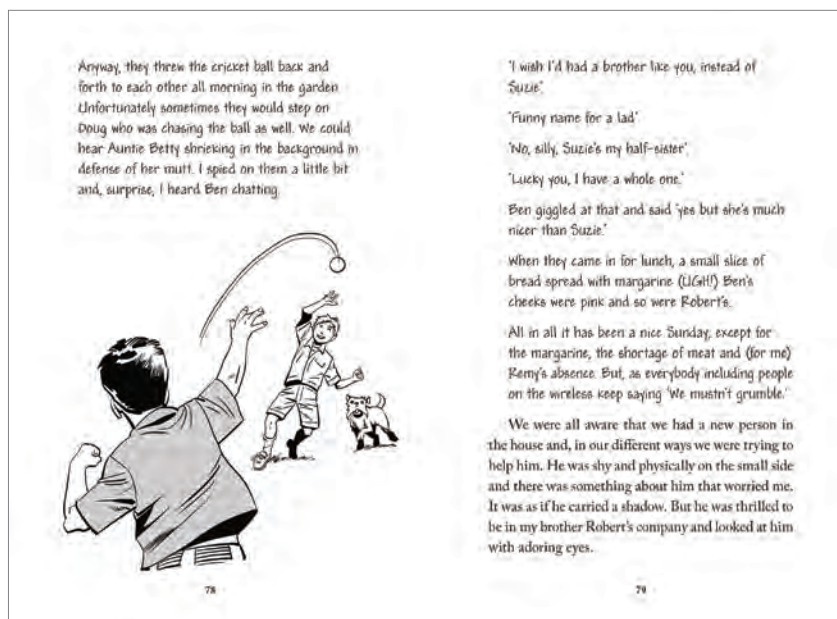 Anyway, they threw the cricket ball back and
forth to each other all morning in the garden
Unfortunately sometimes they would step on
Doug who was chasing the ball as well. We could
hear Auntie Betty shrieking in the background in
defense of her mutt. I spied on them a little bit
and, surprise, I heard Ben chatting
78
'I wish I'd had a brother like you, instead of
Suzie'.
'Funny name for a lad'
'No, silly, Suzie's my half-sister'.
'Lucky you, I have a whole one.'
Ben giggled at that and said 'yes but she's much
nicer than Suzie.'
When they came in for lunch, a small slice of
bread spread with margarine (UGH!) Ben's
cheeks were pink and so were Robert's.
All in all it has been a nice Sunday, except for
the margarine, the shortage of meat and (for me)
Remy's absence. But, as everybody including people
on the wireless keep saying 'We mustn't grumble.'
We were all aware that we had a new person in
the house and, in our different ways we were trying to
help him. He was shy and physically on the small side
and there was something about him that worried me.
It was as if he carried a shadow. But he was thrilled to
be in my brother Robert's company and looked at him
with adoring eyes.
79